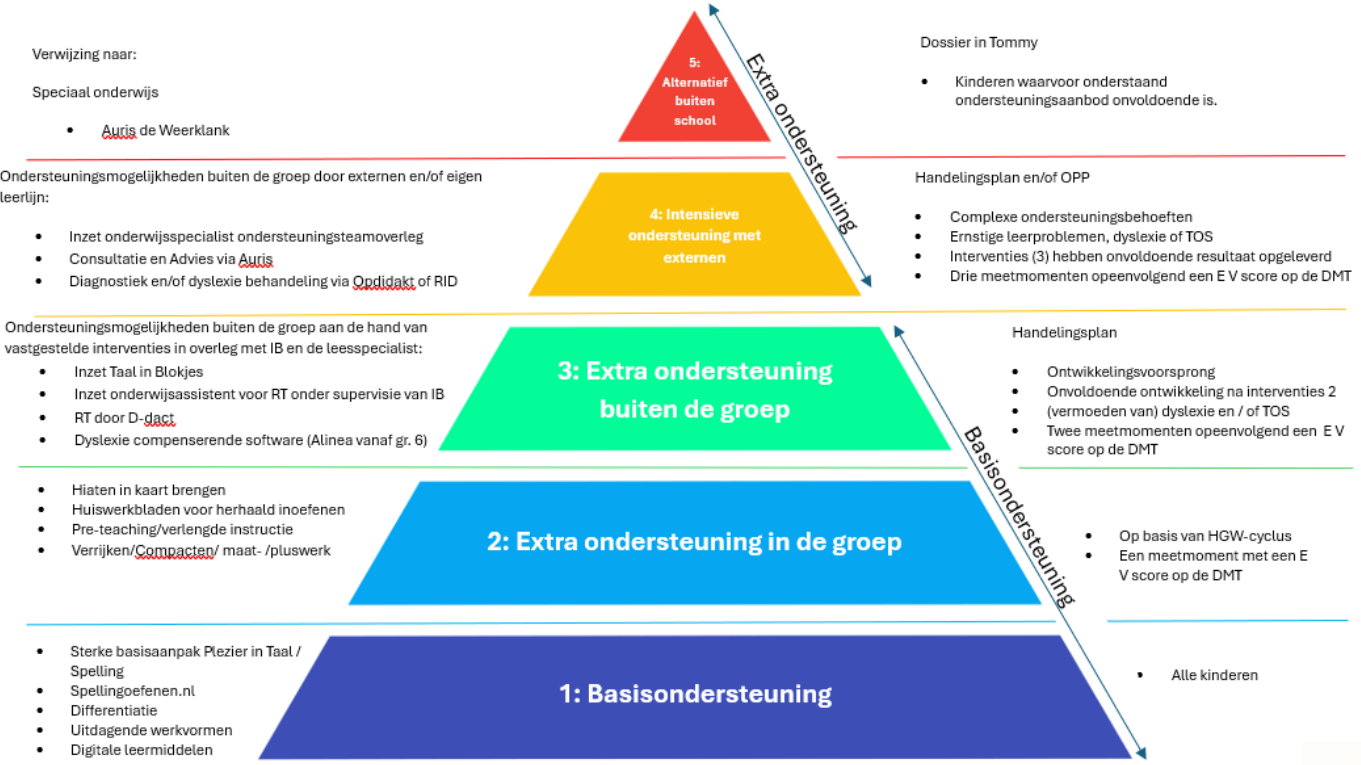 Verwijzing naar:
Speciaal onderwijs
• Auris de Weerklank
5:
Alternatief
buiten
school
Extra ondersteuning
Dossier in Tommy
• Kinderen waarvoor onderstaand
ondersteuningsaanbod onvoldoende is.
Ondersteuningsmogelijkheden buiten de groep door externen en/of eigen
leerlijn:
• Inzet onderwijsspecialist ondersteuningsteamoverleg
• Consultatie en Advies via Auris
• Diagnostiek en/of dyslexie behandeling via Opdidakt of RID
4: Intensieve
ondersteuning met
externen
Handelingsplan en/of OPP
• Complexe ondersteuningsbehoeften
• Ernstige leerproblemen, dyslexie of TOS
• Interventies (3) hebben onvoldoende resultaat opgeleverd
• Drie meetmomenten opeenvolgend een E V score op de DMT
Ondersteuningsmogelijkheden buiten de groep aan de hand van
vastgestelde interventies in overleg met IB en de leesspecialist:
• Inzet Taal in Blokjes
• Inzet onderwijsassistent voor RT onder supervisie van IB
• RT door D-dact
• Dyslexie compenserende software (Alinea vanaf gr. 6)
3: Extra ondersteuning
buiten de groep
Basisondersteuning
Handelingsplan
• Ontwikkelingsvoorsprong
• Onvoldoende ontwikkeling na interventies 2
• (vermoeden van) dyslexie en / of TOS
• Twee meetmomenten opeenvolgend een E V
score op de DMT
• Hiaten in kaart brengen
• Huiswerkbladen voor herhaald inoefenen
• Pre-teaching/verlengde instructie
• Verrijken/Compacten/ maat- /pluswerk
2: Extra ondersteuning in de groep
• Op basis van HGW-cyclus
• Een meetmoment met een E
V score op de DMT
• Sterke basisaanpak Plezier in Taal /
Spelling
• Spellingoefenen.nl
• Differentiatie
• Uitdagende werkvormen
• Digitale leermiddelen
1: Basisondersteuning
• Alle kinderen